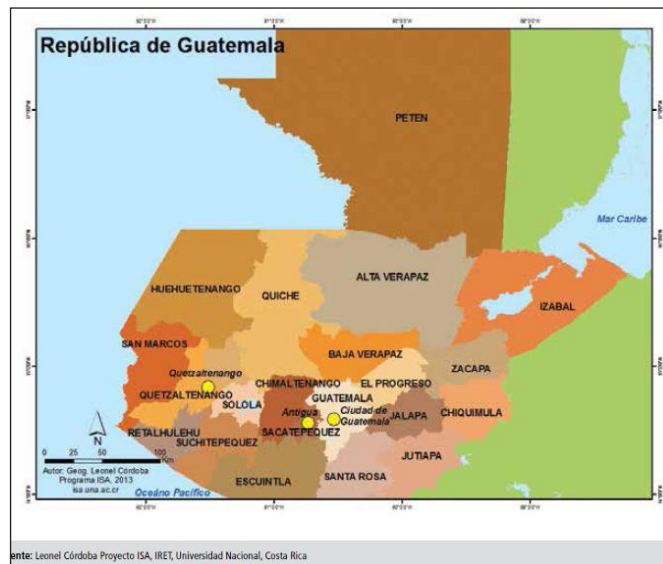 República de Guatemala
PETEN
Mar Caribe
ALTA VERAPAZ
HUEHUETENANGO
QUICHE
IZABAL
SAN MARCOS
BAJA VERAPAZ
ZACAPA
Quetzaltenango
CHIMALTENANGO
EL PROGRESO
QUETZALTENANGO
GUATEMALA
SOLOLA
Antigua
Ciudad de
Guatemala
JALAPA
CHIQUIMULA
RETALHULEHU
SACATEPEQUEZ
SUCHITEPEQUEZ
N
JUTIAPA
0 25 50 100
Km
SANTA ROSA
ESCUINTLA
Autor: Geog. Leonel Córdoba
Programa ISA, 2013
isa.una.ac.cr
Oceáno Pacífico
ente: Leonel Córdoba Proyecto ISA, IRET, Universidad Nacional, Costa Rica